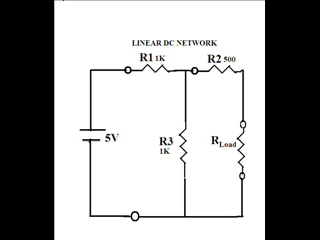 LINEAR DC NETWORK
R1 1K
R2 500
5V
R3
1K
RLoad